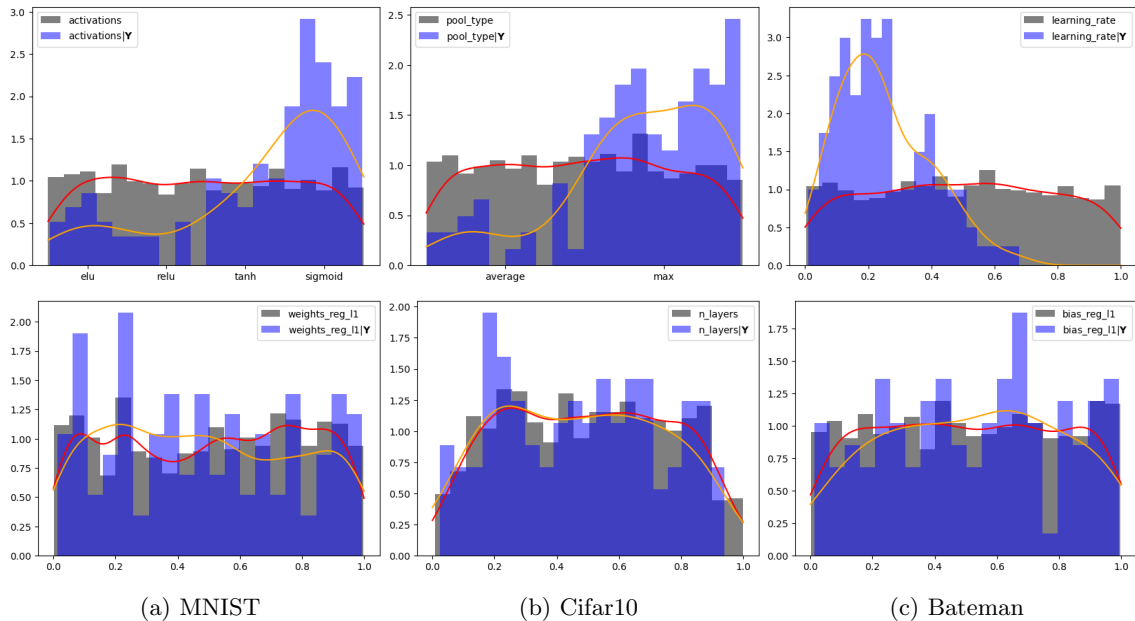 activations
activations|Y
3.0
2.5
2.0
1.5
1.0
0.5
0.0
elu relu tanh sigmoid
pool_type
pool_type|Y
2.5
2.0
1.5
1.0
0.5
0.0
average max
learning_rate
learning_rate|Y
3.0
2.5
2.0
1.5
1.0
0.5
0.0
0.0 0.2 0.4 0.6 0.8 1.0
weights_reg_l1
weights_reg_l1|Y
2.00
1.75
1.50
1.25
1.00
0.75
0.50
0.25
0.00
0.0 0.2 0.4 0.6 0.8 1.0
n_layers
n_layers|Y
2.00
1.75
1.50
1.25
1.00
0.75
0.50
0.25
0.00
0.0 0.2 0.4 0.6 0.8 1.0
bias_reg_l1
bias_reg_l1|Y
1.75
1.50
1.25
1.00
0.75
0.50
0.25
0.00
0.0 0.2 0.4 0.6 0.8 1.0
(a) MNIST
(b) Cifar10
(c) Bateman